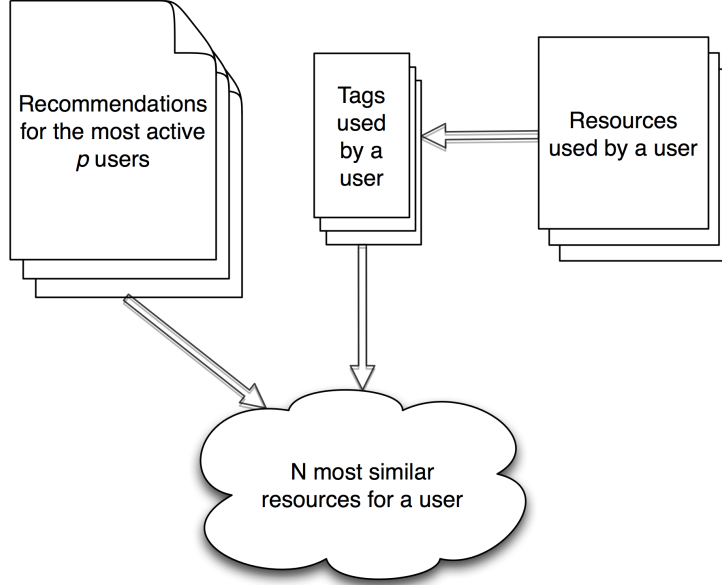 Recommendations
for the most active
p users
Tags
used
by a
user
Resources
used by a user
N most similar
resources for a user